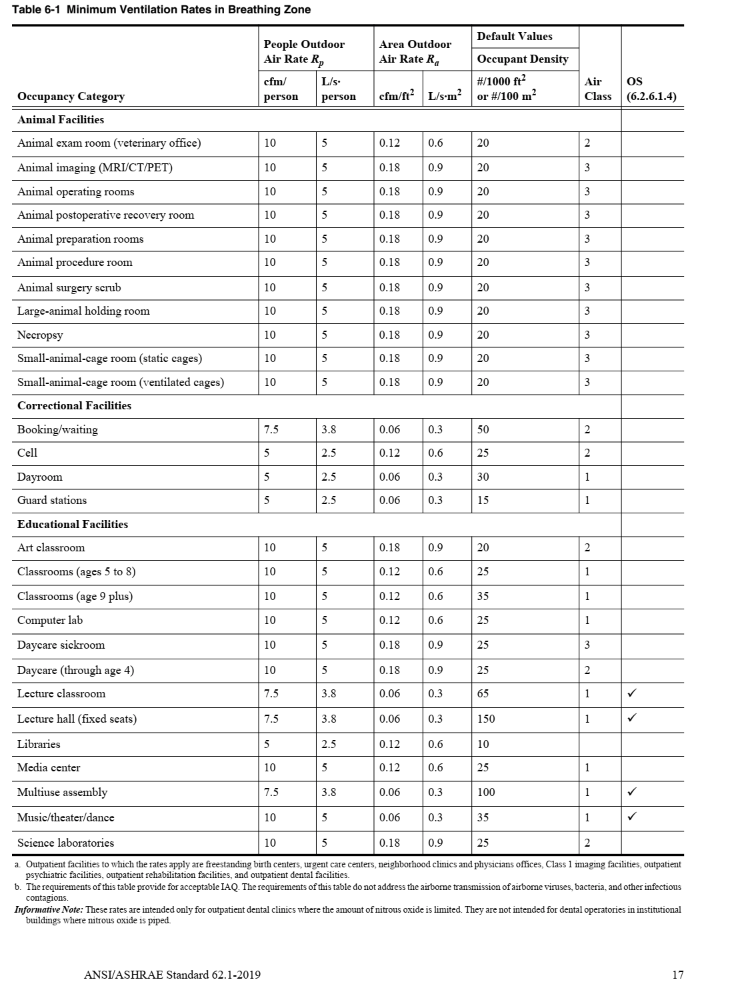 Table 6-1 Minimum Ventilation Rates in Breathing Zone
Occupancy Category | People Outdoor Air Rate Rp | Area Outdoor Air Rate Ra | Default Values
Occupant Density
cfm/person | L/s·person | cfm/ft² | L/s·m² | #/1000 ft² or #/100 m² | Air Class | OS (6.2.6.1.4)
Animal Facilities
Animal exam room (veterinary office) 10 5 0.12 0.6 20 2
Animal imaging (MRI/CT/PET) 10 5 0.18 0.9 20 3
Animal operating rooms 10 5 0.18 0.9 20 3
Animal postoperative recovery room 10 5 0.18 0.9 20 3
Animal preparation rooms 10 5 0.18 0.9 20 3
Animal procedure room 10 5 0.18 0.9 20 3
Animal surgery scrub 10 5 0.18 0.9 20 3
Large-animal holding room 10 5 0.18 0.9 20 3
Necropsy 10 5 0.18 0.9 20 3
Small-animal-cage room (static cages) 10 5 0.18 0.9 20 3
Small-animal-cage room (ventilated cages) 10 5 0.18 0.9 20 3
Correctional Facilities
Booking/waiting 7.5 3.8 0.06 0.3 50 2
Cell 5 2.5 0.12 0.6 25 2
Dayroom 5 2.5 0.06 0.3 30 1
Guard stations 5 2.5 0.06 0.3 15 1
Educational Facilities
Art classroom 10 5 0.18 0.9 20 2
Classrooms (ages 5 to 8) 10 5 0.12 0.6 25 1
Classrooms (age 9 plus) 10 5 0.12 0.6 35 1
Computer lab 10 5 0.12 0.6 25 1
Daycare sickroom 10 5 0.18 0.9 25 3
Daycare (through age 4) 10 5 0.18 0.9 25 2
Lecture classroom 7.5 3.8 0.06 0.3 65 1 ✓
Lecture hall (fixed seats) 7.5 3.8 0.06 0.3 150 1 ✓
Libraries 5 2.5 0.12 0.6 10
Media center 10 5 0.12 0.6 25 1
Multiuse assembly 7.5 3.8 0.06 0.3 100 1 ✓
Music/theater/dance 10 5 0.06 0.3 35 1 ✓
Science laboratories 10 5 0.18 0.9 25 2
a. Outpatient facilities to which the rates apply are freestanding birth centers, urgent care centers, neighborhood clinics and physicians offices, Class 1 imaging facilities, outpatient
psychiatric facilities, outpatient rehabilitation facilities, and outpatient dental facilities.
b. The requirements of this table provide for acceptable IAQ. The requirements of this table do not address the airborne transmission of airborne viruses, bacteria, and other infectious
contagions.
Informative Note: These rates are intended only for outpatient dental clinics where the amount of nitrous oxide is limited. They are not intended for dental operatories in institutional
buildings where nitrous oxide is piped.
ANSI/ASHRAE Standard 62.1-2019 17